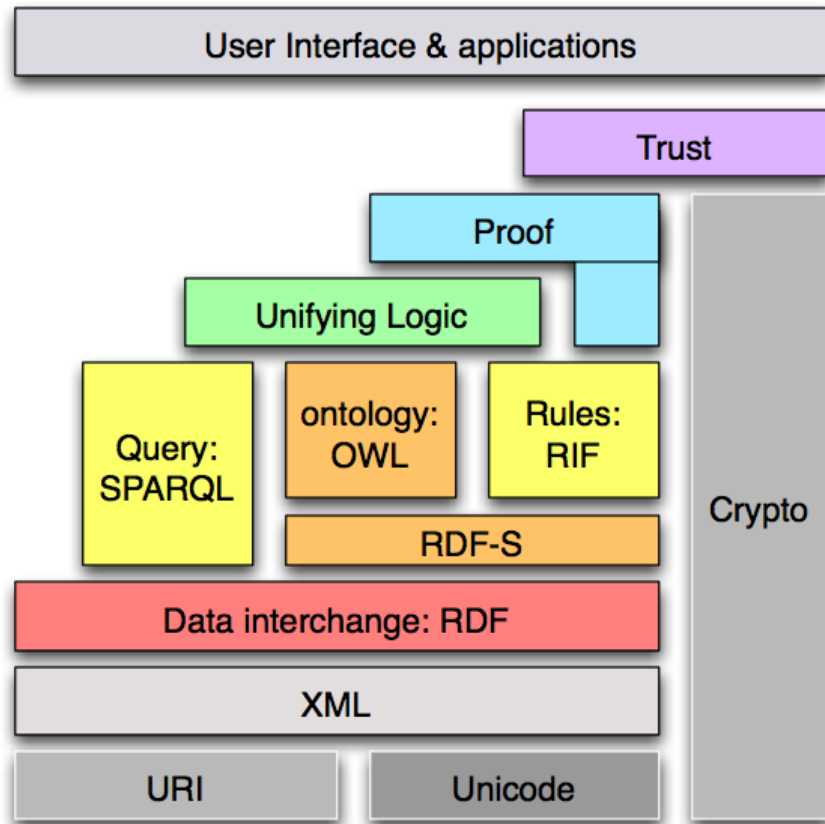 User Interface & applications
Trust
Proof
Unifying Logic
Query:
SPARQL
ontology:
OWL
Rules:
RIF
Crypto
RDF-S
Data interchange: RDF
XML
URI
Unicode